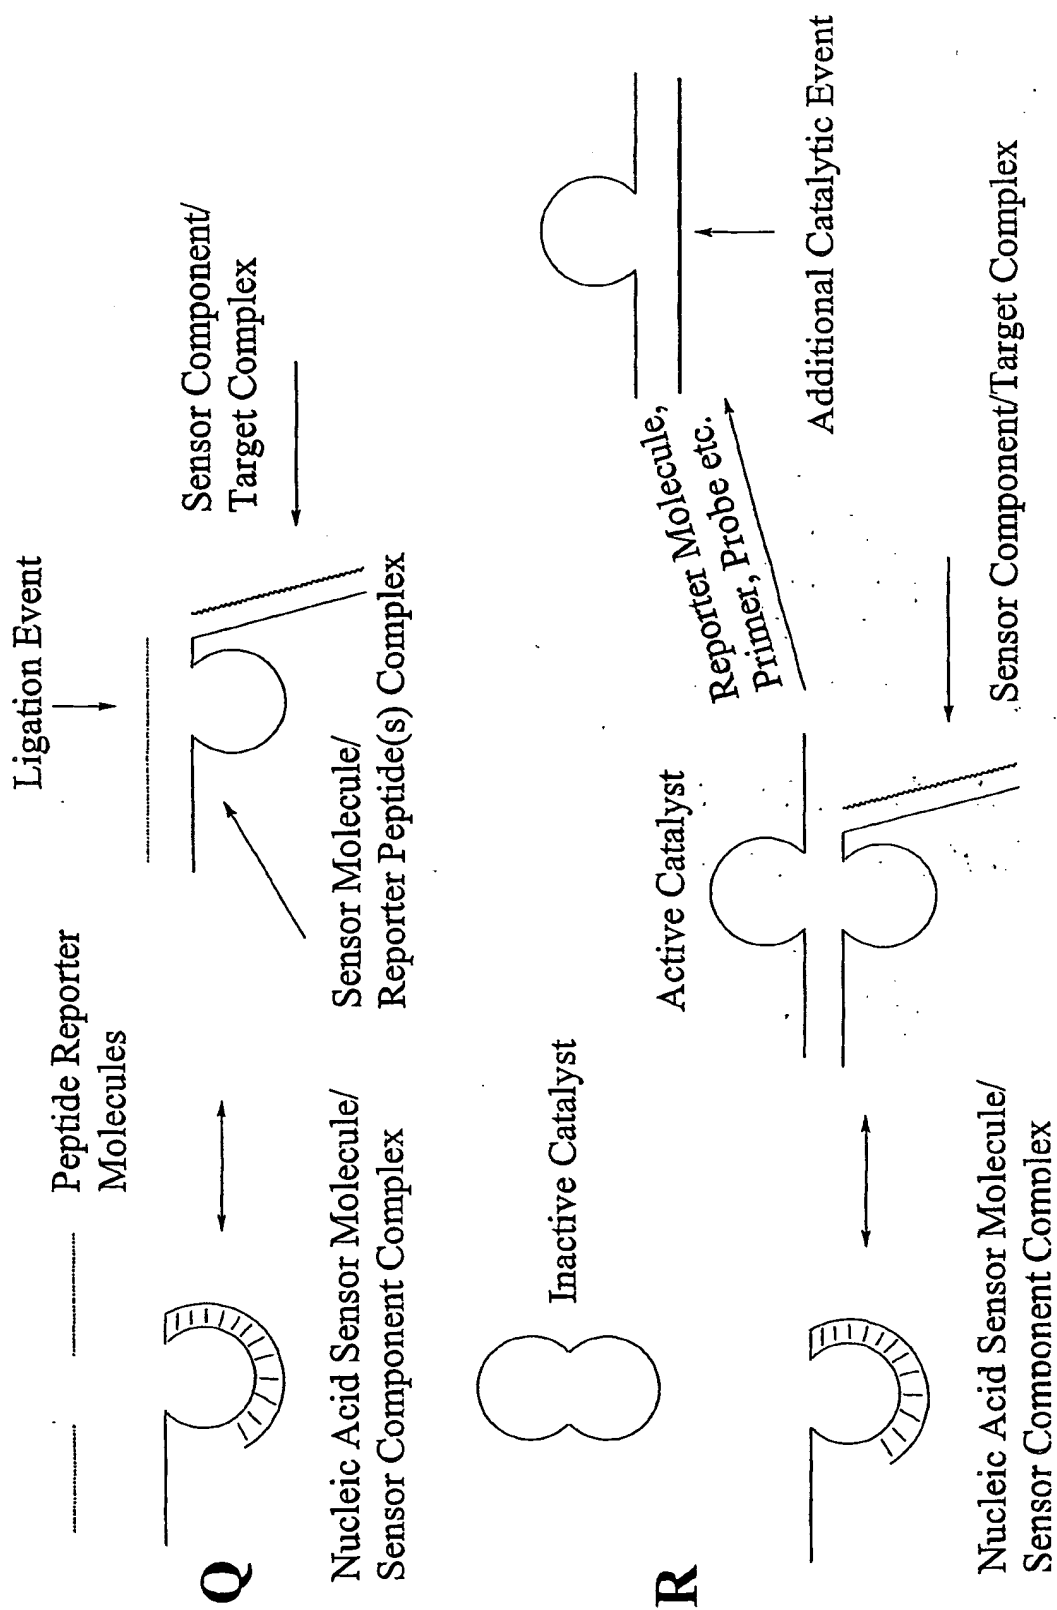 Q
Peptide Reporter
Molecules
Ligation Event
Nucleic Acid Sensor Molecule/
Sensor Component Complex
Sensor Molecule/
Reporter Peptide(s) Complex
Sensor Component/
Target Complex
R
Inactive Catalyst
Active Catalyst
Nucleic Acid Sensor Molecule/
Sensor Component Complex
Reporter Molecule,
Primer, Probe etc.
Sensor Component/Target Complex
Additional Catalytic Event